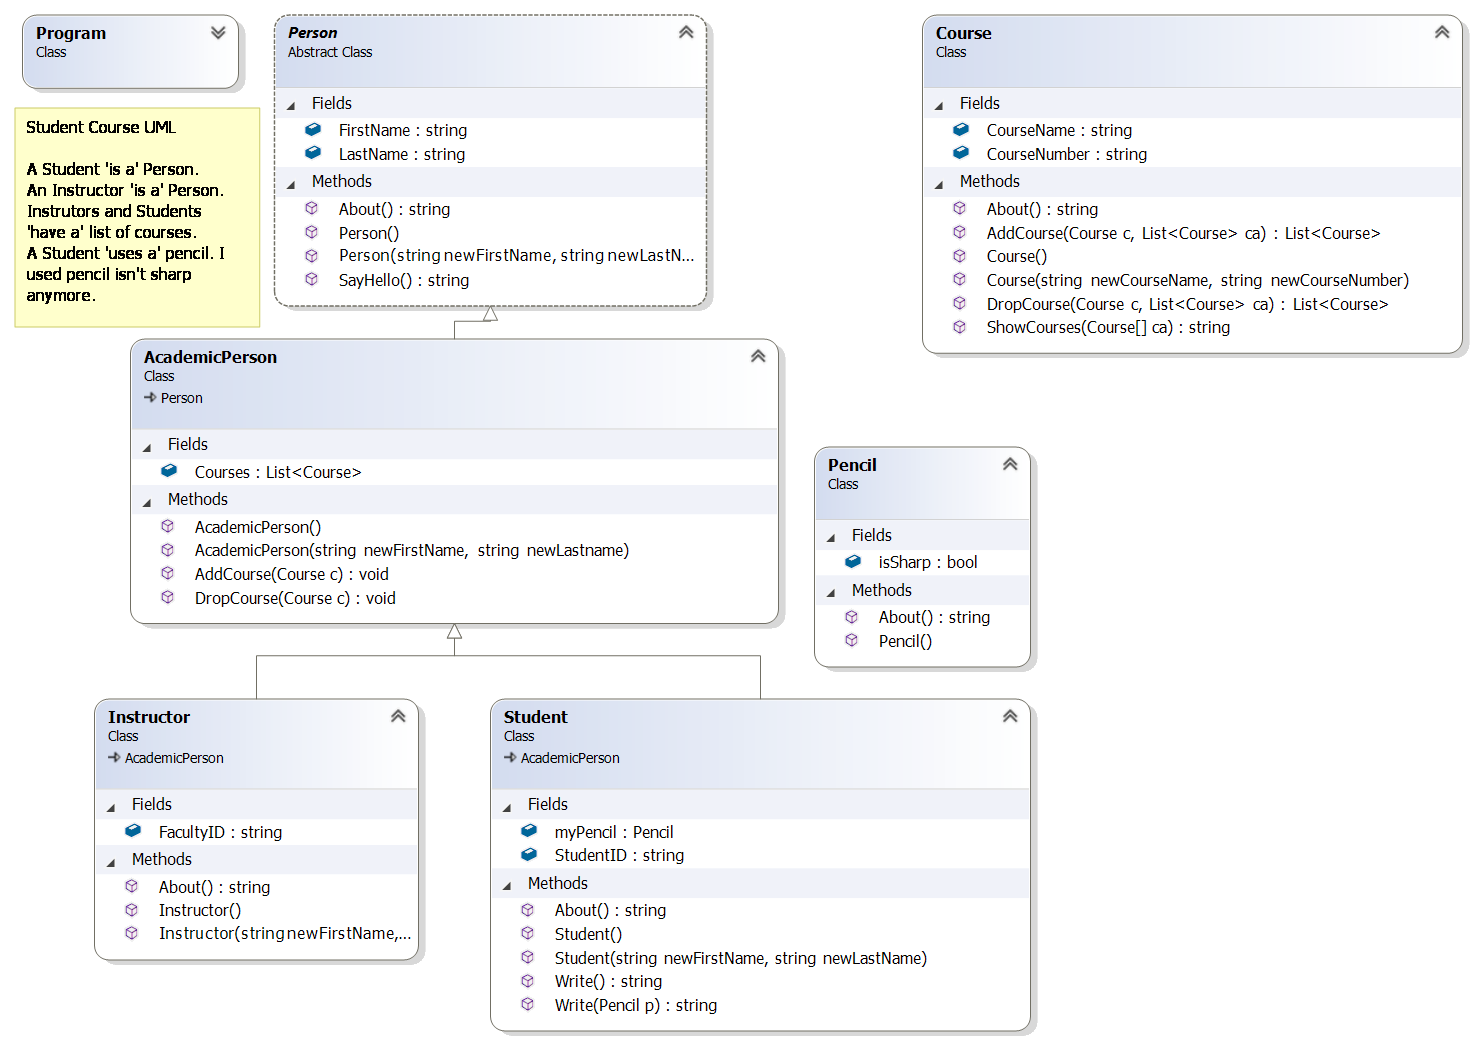 Program
Class
Student Course UML
A Student 'is a' Person.
An Instructor 'is a' Person.
Instrutors and Students
'have a' list of courses.
A Student 'uses a' pencil. I
used pencil isn't sharp
anymore.
Person
Abstract Class
Fields
FirstName : string
LastName : string
Methods
About() : string
Person()
Person(string newFirstName, string newLastN...
SayHello() : string
Course
Class
Fields
CourseName : string
CourseNumber : string
Methods
About() : string
AddCourse(Course c, List<Course> ca) : List<Course>
Course()
Course(string newCourseName, string newCourseNumber)
DropCourse(Course c, List<Course> ca) : List<Course>
ShowCourses(Course[] ca) : string
AcademicPerson
Class
Person
Fields
Courses : List<Course>
Methods
AcademicPerson()
AcademicPerson(string newFirstName, string newLastname)
AddCourse(Course c) : void
DropCourse(Course c) : void
Pencil
Class
Fields
isSharp : bool
Methods
About() : string
Pencil()
Instructor
Class
AcademicPerson
Fields
FacultyID : string
Methods
About() : string
Instructor()
Instructor(string newFirstName,...
Student
Class
AcademicPerson
Fields
myPencil : Pencil
StudentID : string
Methods
About() : string
Student()
Student(string newFirstName, string newLastName)
Write() : string
Write(Pencil p) : string